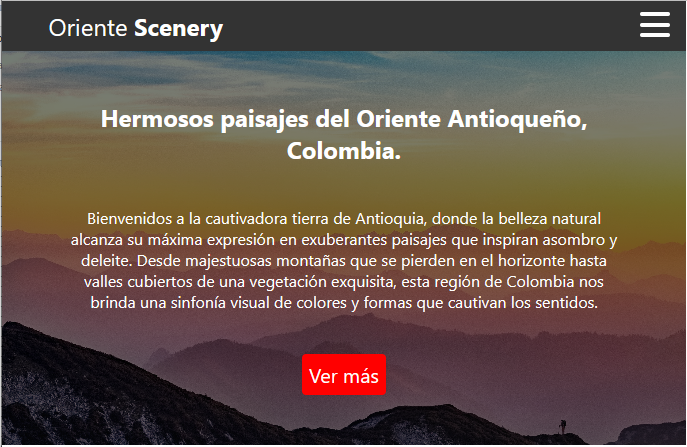 Oriente Scenery
Hermosos paisajes del Oriente Antioqueño,
Colombia.
Bienvenidos a la cautivadora tierra de Antioquia, donde la belleza natural
alcanza su máxima expresión en exuberantes paisajes que inspiran asombro y
deleite. Desde majestuosas montañas que se pierden en el horizonte hasta
valles cubiertos de una vegetación exquisita, esta región de Colombia nos
brinda una sinfonía visual de colores y formas que cautivan los sentidos.
Ver más